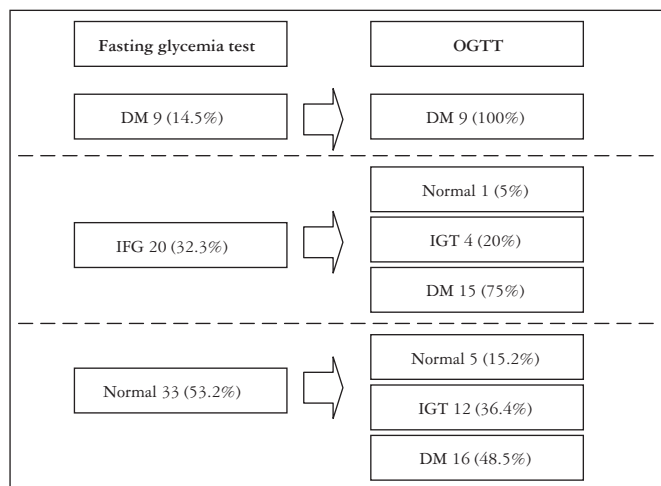 Fasting glycemia test
OGTT
DM 9 (14.5%)
DM 9 (100%)
IFG 20 (32.3%)
Normal 1 (5%)
IGT 4 (20%)
DM 15 (75%)
Normal 33 (53.2%)
Normal 5 (15.2%)
IGT 12 (36.4%)
DM 16 (48.5%)